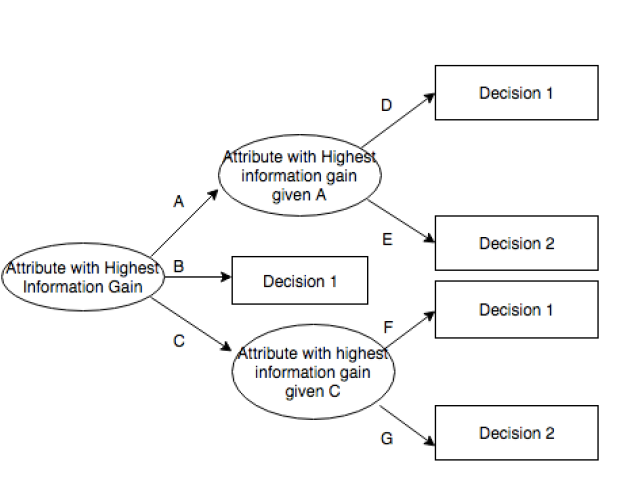 D
Decision 1
Attribute with Highest
information gain
given A
A
E
Decision 2
Attribute with Highest
Information Gain
B
Decision 1
C
F
Decision 1
Attribute with highest
information gain
given C
G
Decision 2